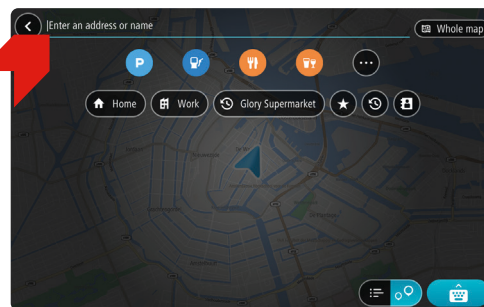 Enter an address or name
Whole map
P
Home
Work
Glory Supermarket